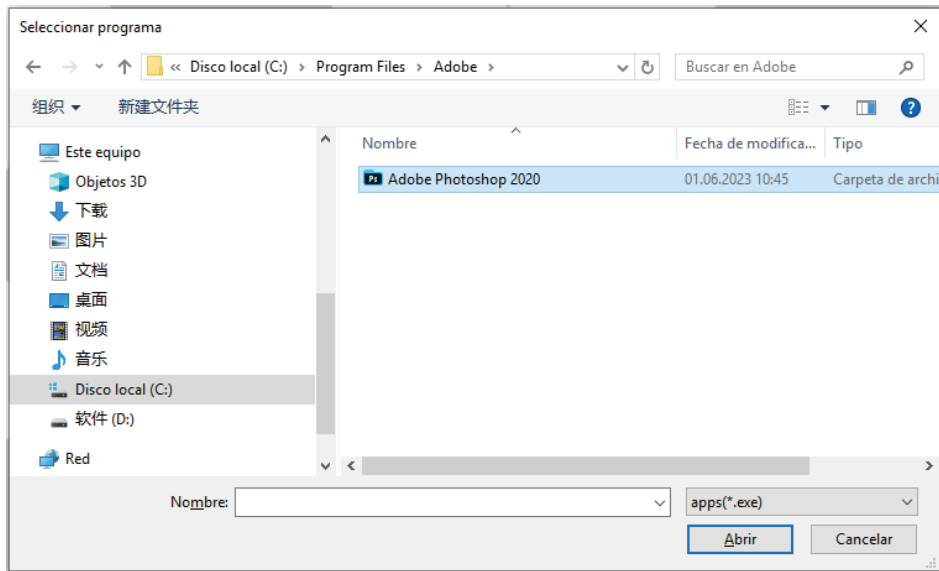 Seleccionar programa
« Disco local (C:) › Program Files › Adobe ›
Buscar en Adobe
组织
新建文件夹
Este equipo
Objetos 3D
下载
图片
文档
桌面
视频
音乐
Disco local (C:)
软件 (D:)
Red
Nombre Fecha de modifica... Tipo
Ps Adobe Photoshop 2020 01.06.2023 10:45 Carpeta de archi
Nombre: apps(*.exe)
Abrir Cancelar